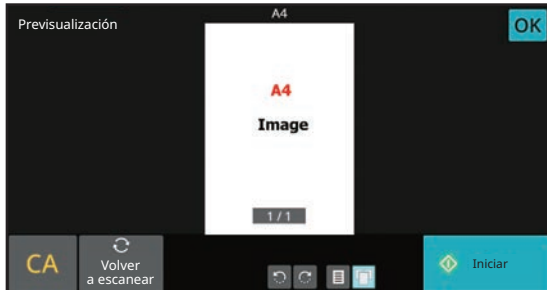 A4
Previsualización
OK
A4
Image
1 / 1
CA
Volver
a escanear
Iniciar